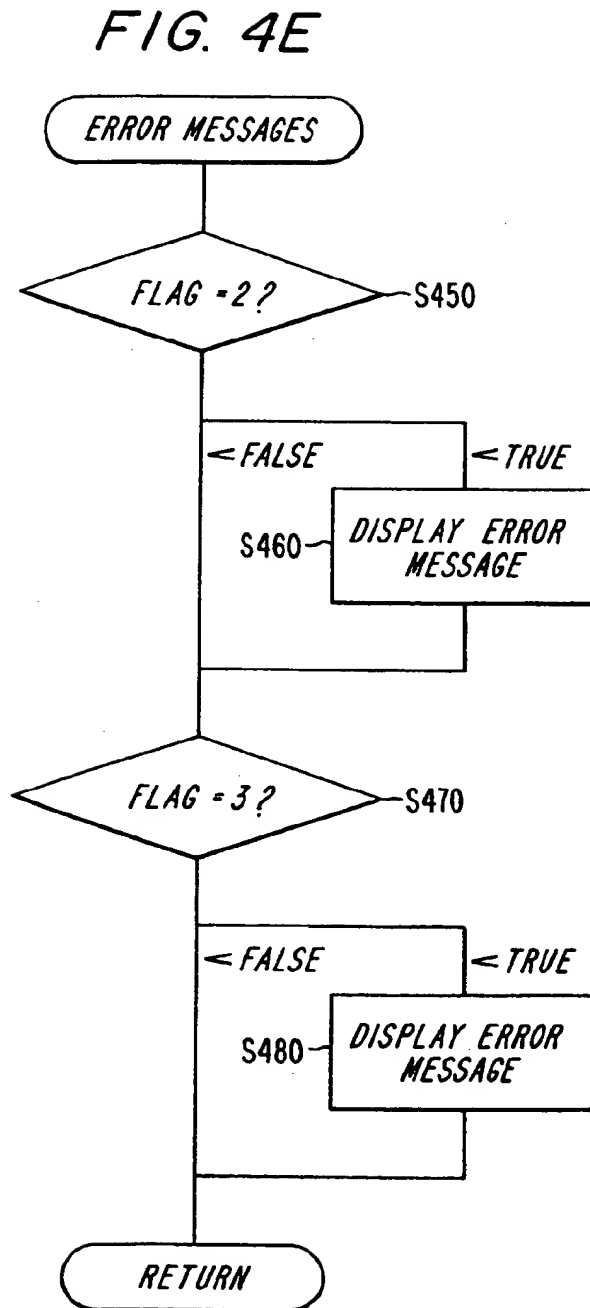 FIG. 4E
ERROR MESSAGES
FLAG = 2 ?
S450
< FALSE
< TRUE
S460
DISPLAY ERROR
MESSAGE
FLAG = 3 ?
S470
< FALSE
< TRUE
S480
DISPLAY ERROR
MESSAGE
RETURN